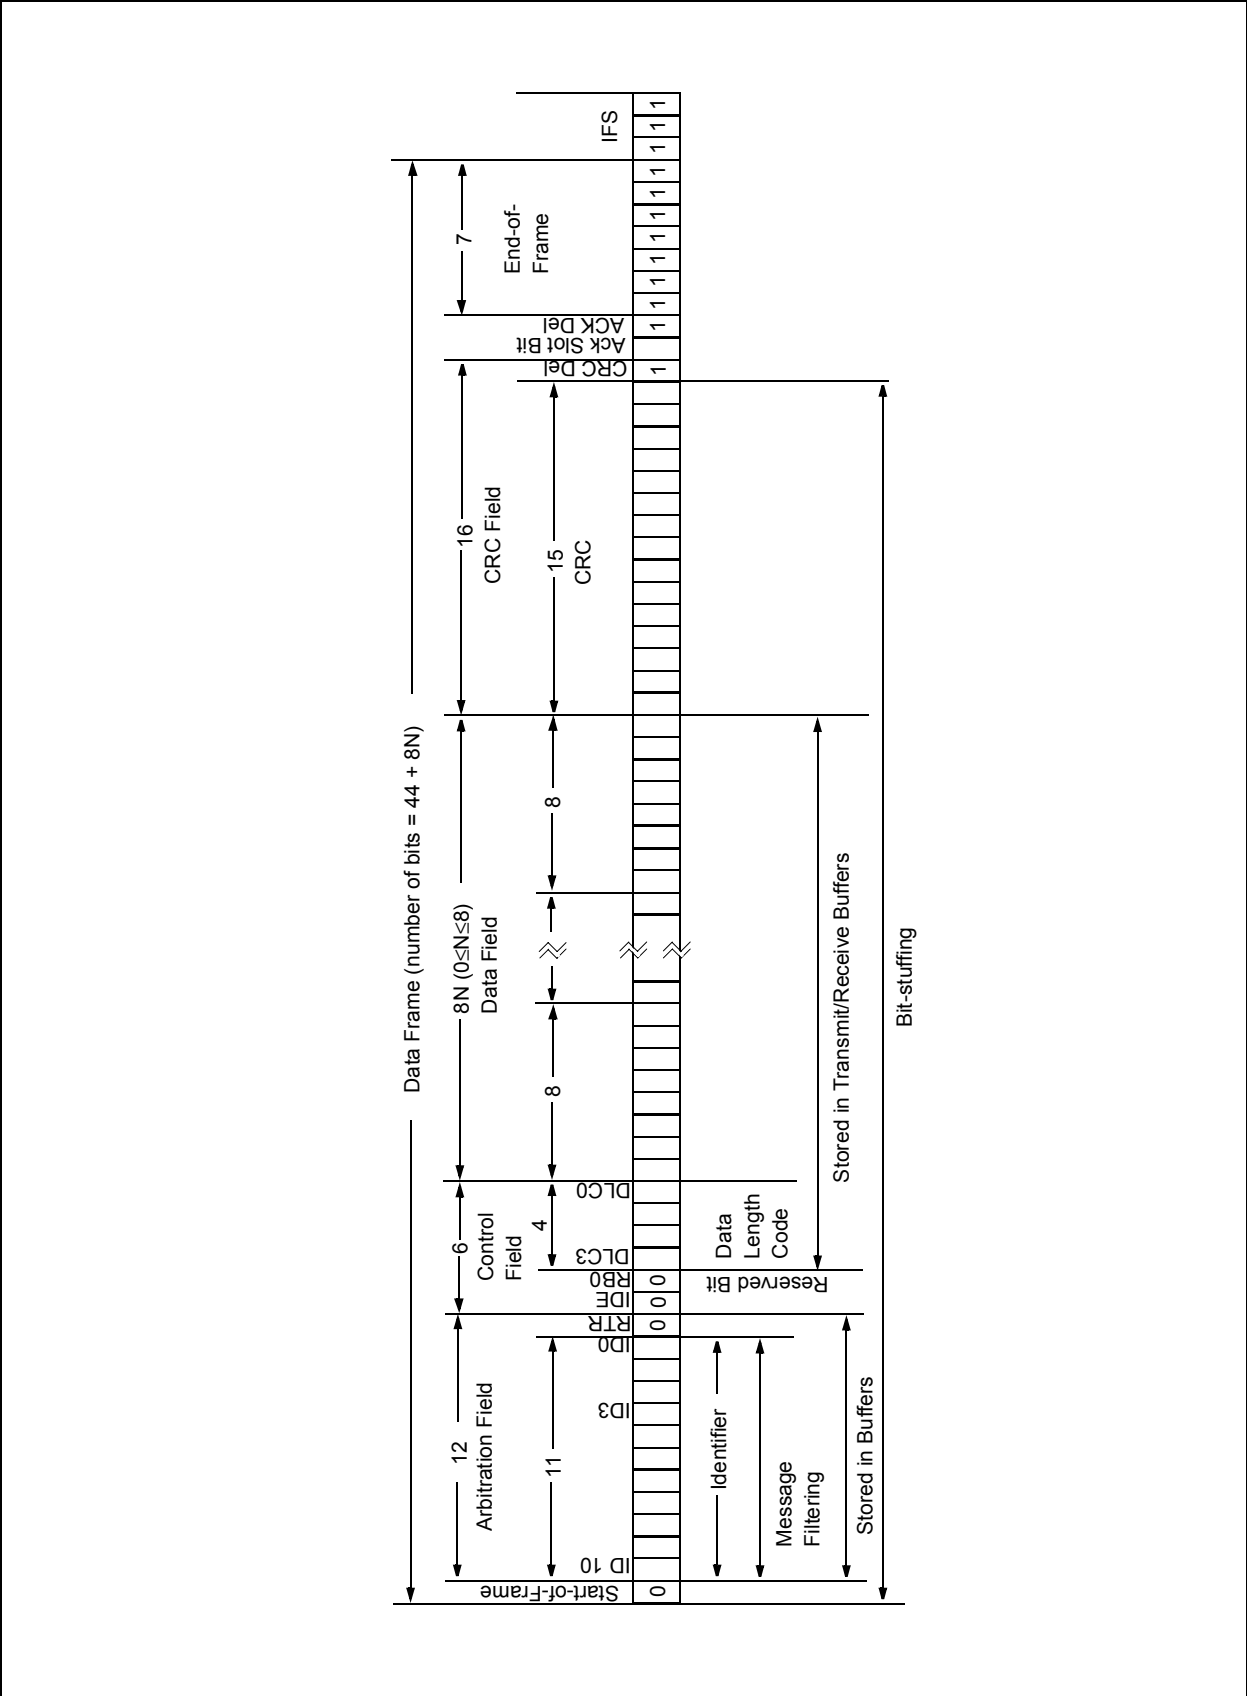 Data Frame (number of bits = 44 + 8N)
12
Arbitration Field
6
Control
Field
8N (0≤N≤8)
Data Field
16
CRC Field
7
End-of-
Frame
IFS
11
4
8
8
15
CRC
Start-of-Frame
ID 10
ID3
ID0
RTR
IDE
RB0
DLC3
DLC0
CRC Del
Ack Slot Bit
ACK Del
0
0
0
0
1
1
1
1
1
1
1
1
1
1
1
1
Identifier
Message
Filtering
Stored in Buffers
Reserved Bit
Data
Length
Code
Stored in Transmit/Receive Buffers
Bit-stuffing